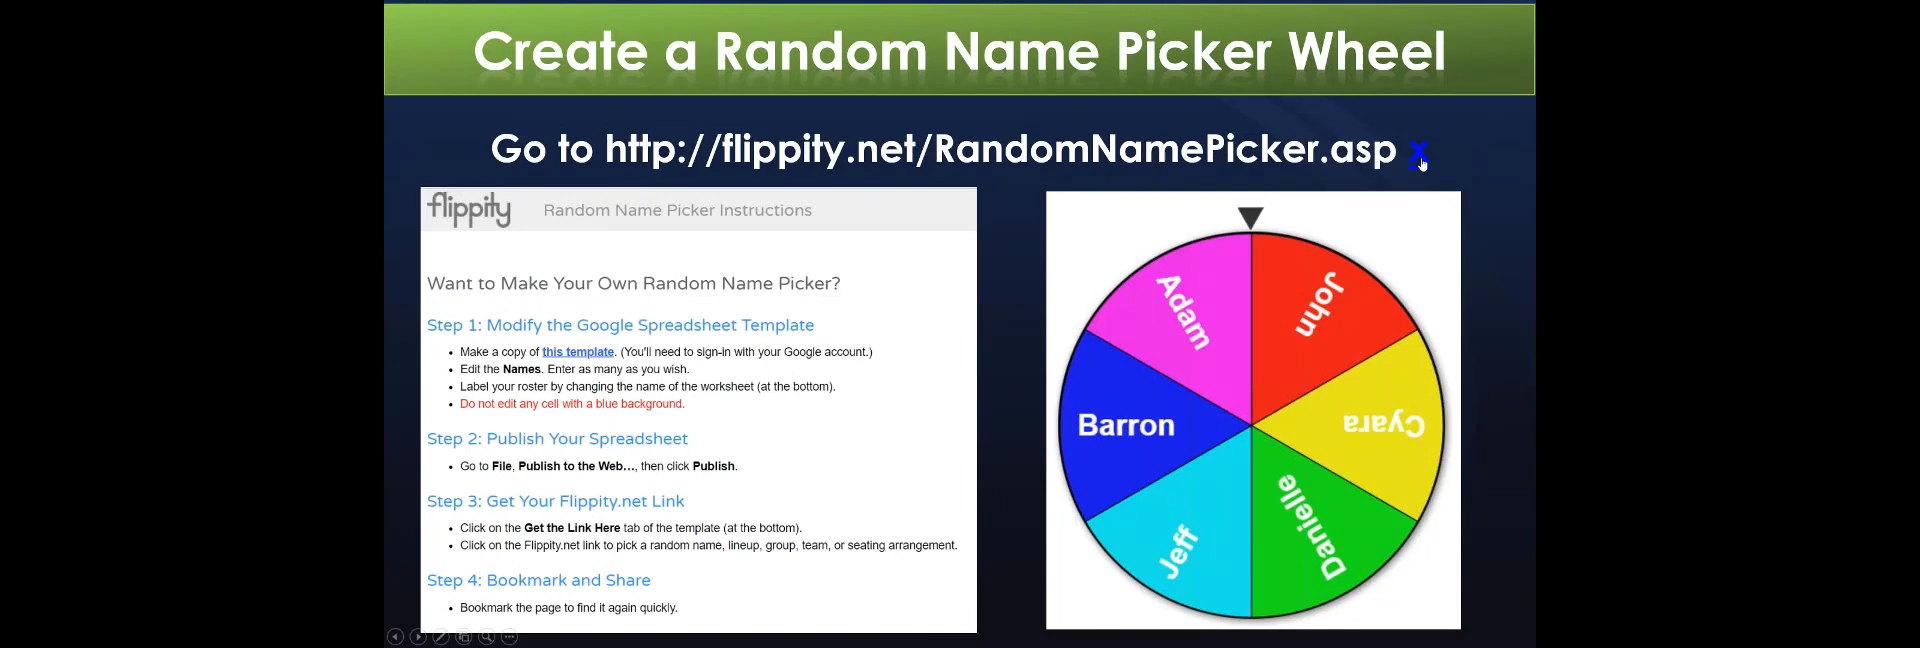 Create a Random Name Picker Wheel
Go to http://flippity.net/RandomNamePicker.asp x
flippity Random Name Picker Instructions
Want to Make Your Own Random Name Picker?
Step 1: Modify the Google Spreadsheet Template
• Make a copy of this template. (You'll need to sign-in with your Google account.)
• Edit the Names. Enter as many as you wish.
• Label your roster by changing the name of the worksheet (at the bottom).
• Do not edit any cell with a blue background.
Step 2: Publish Your Spreadsheet
• Go to File, Publish to the Web..., then click Publish.
Step 3: Get Your Flippity.net Link
• Click on the Get the Link Here tab of the template (at the bottom).
• Click on the Flippity.net link to pick a random name, lineup, group, team, or seating arrangement.
Step 4: Bookmark and Share
• Bookmark the page to find it again quickly.
Adam
John
Barron
Cyara
Jeff
Danielle